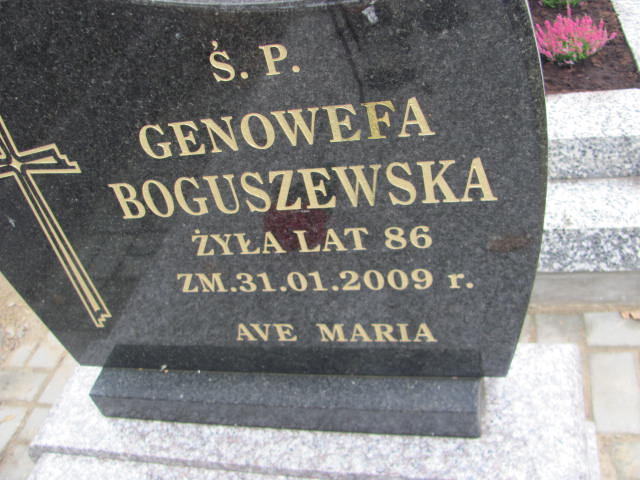 Ś. P.
GENOWEFA
BOGUSZEWSKA
ŻYŁA LAT 86
ZM.31.01.2009 r.
AVE MARIA